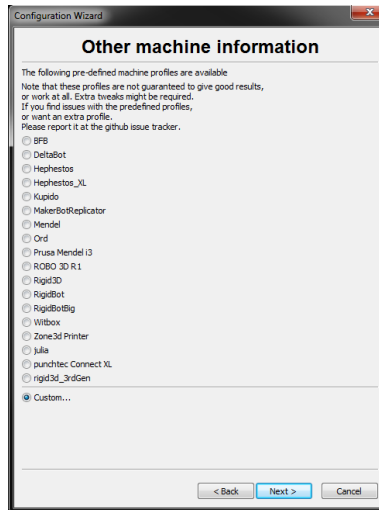 Configuration Wizard
Other machine information
The following pre-defined machine profiles are available
Note that these profiles are not guaranteed to give good results,
or work at all. Extra tweaks might be required.
If you find issues with the predefined profiles,
or want an extra profile.
Please report it at the github issue tracker.
BFB
DeltaBot
Hephestos
Hephestos_XL
Kupido
MakerBotReplicator
Mendel
Ord
Prusa Mendel i3
ROBO 3D R1
Rigid3D
RigidBot
RigidBotBig
Witbox
Zone3d Printer
julia
punchtec Connect XL
rigid3d_3rdGen
Custom...
< Back Next > Cancel